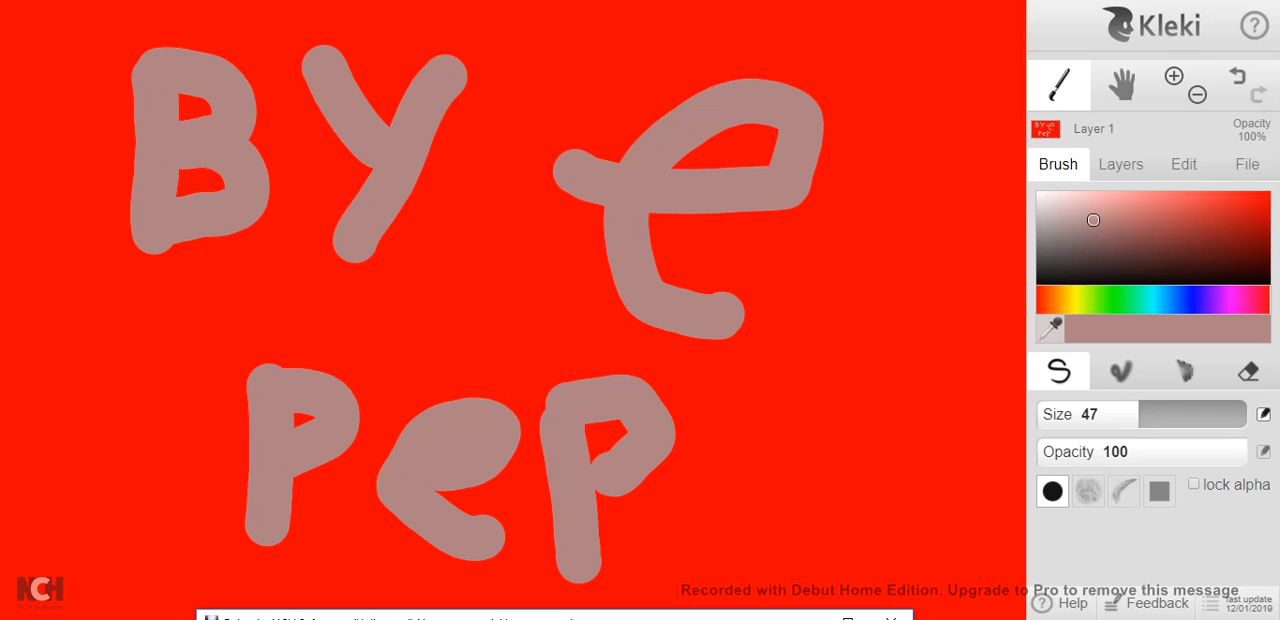 BY e
PeP
Kleki
?
Layer 1
Opacity
100%
Brush Layers Edit File
Size 47
Opacity 100
lock alpha
NCH
Recorded with Debut Home Edition. Upgrade to Pro to remove this message
? Help Feedback last update
12/01/2019